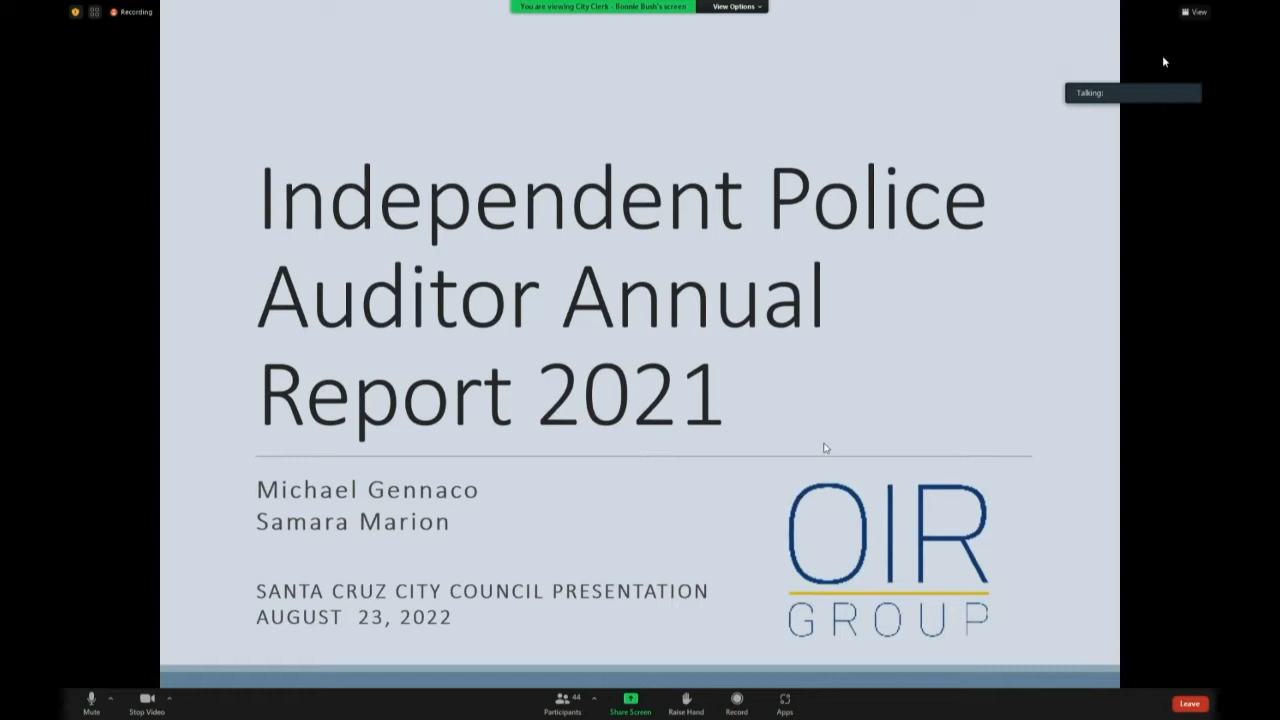 Recording
You are viewing City Clerk - Bonnie Bush's screen
View Options
View
Talking:
Independent Police
Auditor Annual
Report 2021
Michael Gennaco
Samara Marion
SANTA CRUZ CITY COUNCIL PRESENTATION
AUGUST 23, 2022
OIR
GROUP
Mute
Stop Video
44
Participants
Share Screen
Raise Hand
Record
Apps
Leave